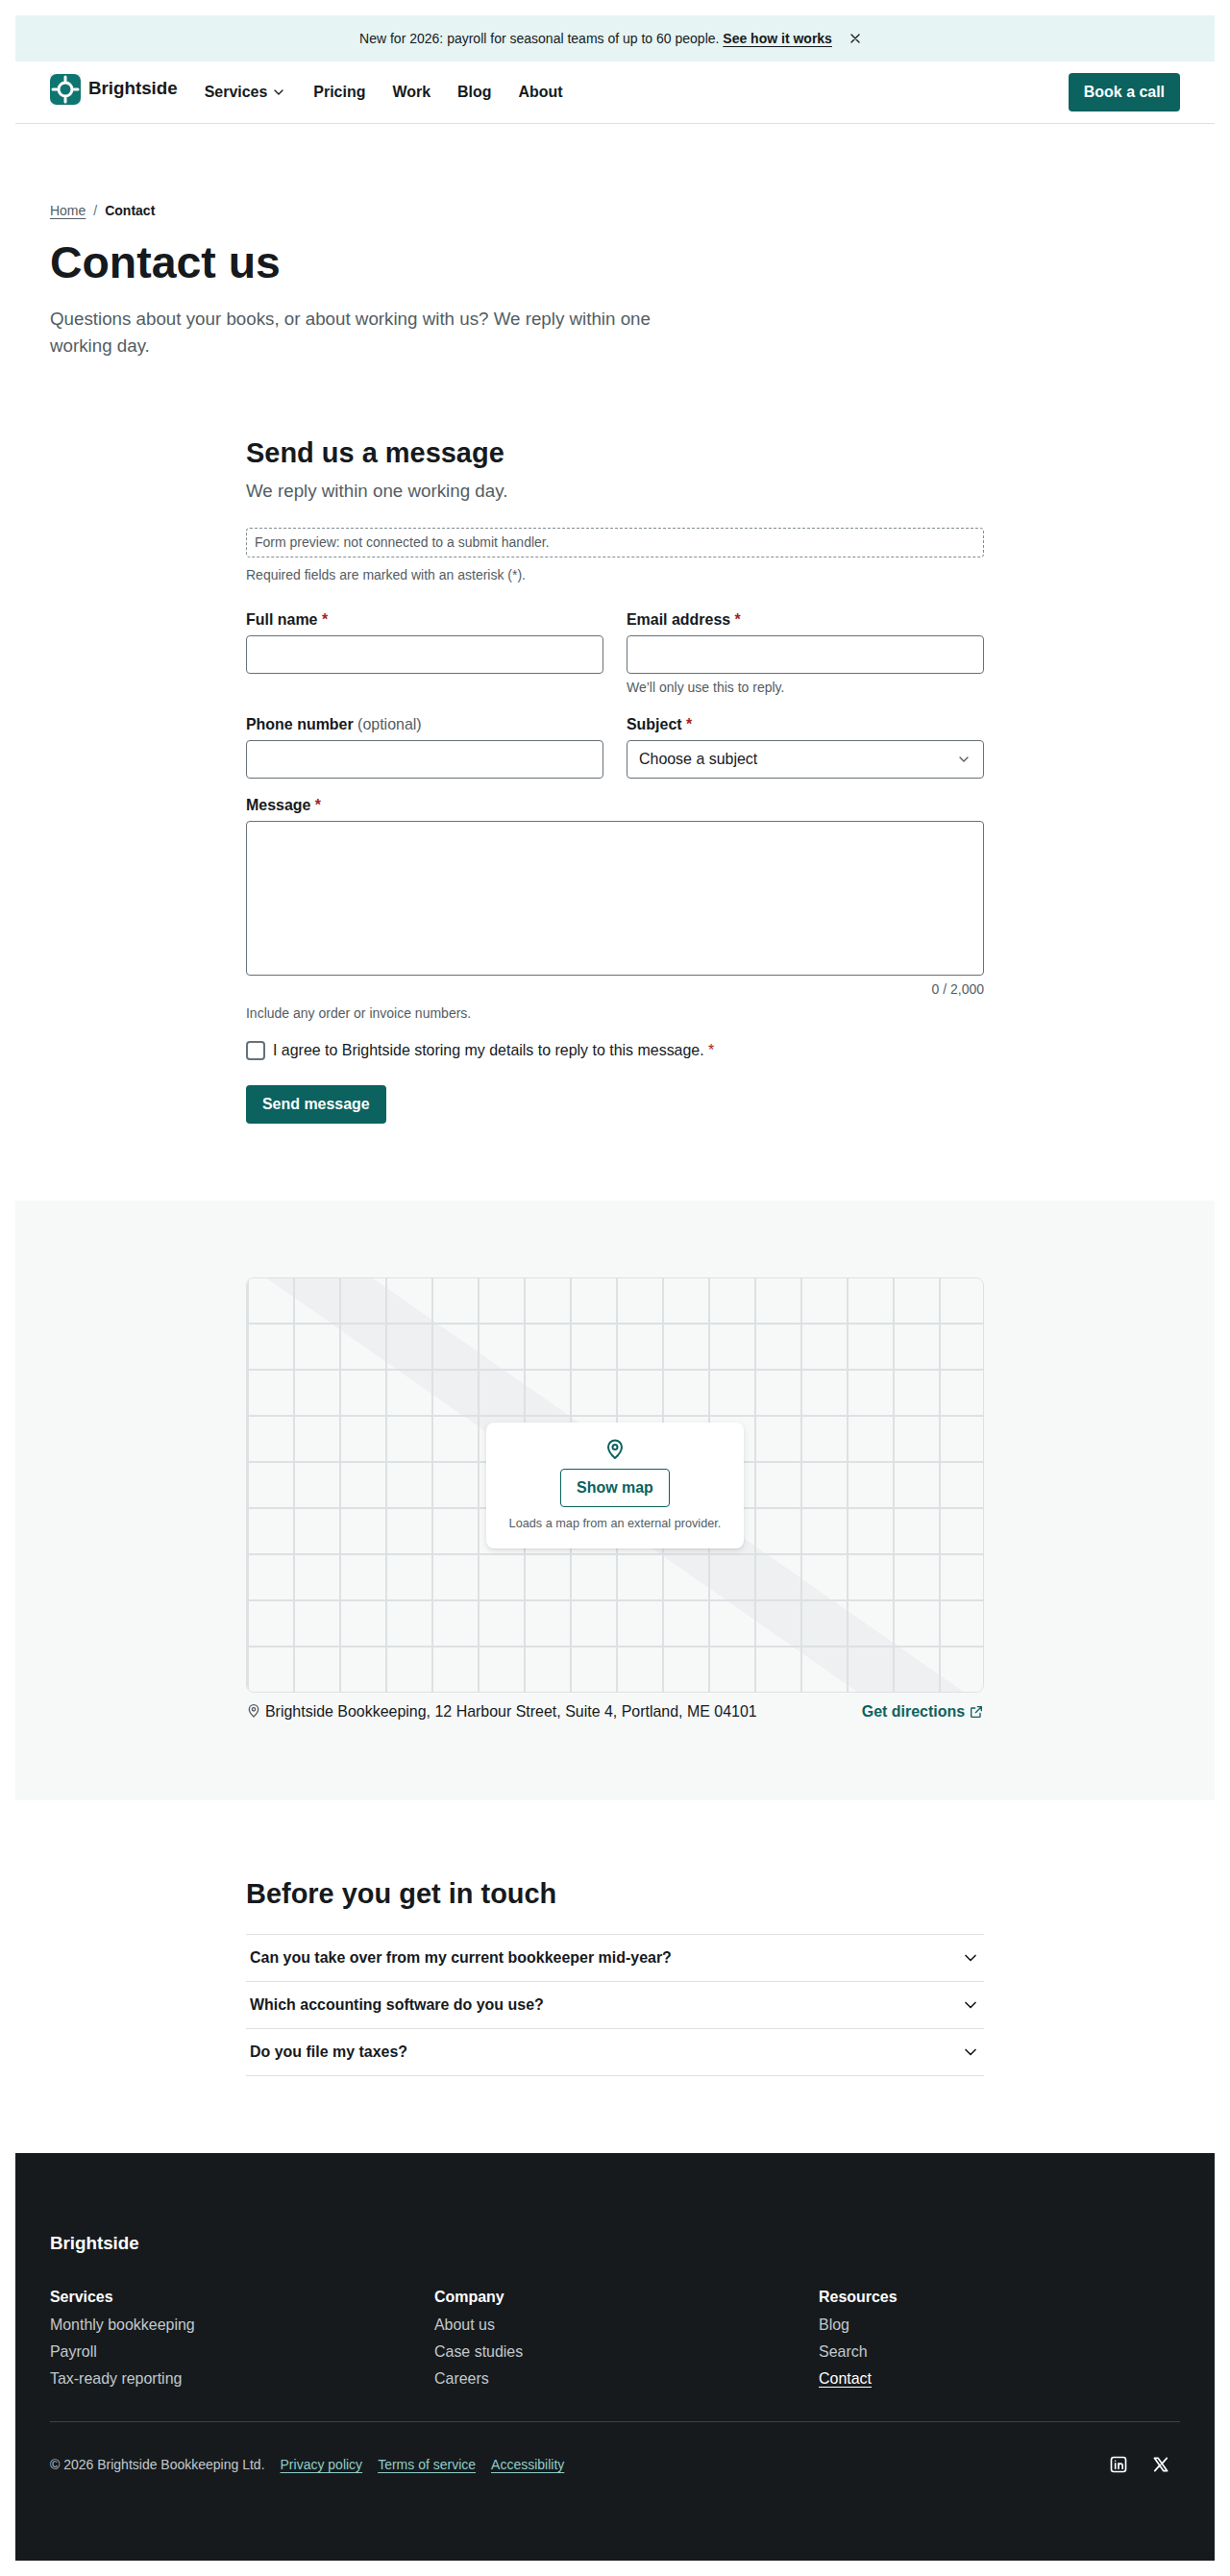 New for 2026: payroll for seasonal teams of up to 60 people. See how it works
Brightside Services Pricing Work Blog About Book a call
Home / Contact
Contact us
Questions about your books, or about working with us? We reply within one
working day.
Send us a message
We reply within one working day.
Form preview: not connected to a submit handler.
Required fields are marked with an asterisk (*).
Full name * Email address *
We'll only use this to reply.
Phone number (optional) Subject *
Choose a subject
Message *
0 / 2,000
Include any order or invoice numbers.
I agree to Brightside storing my details to reply to this message. *
Send message
Show map
Loads a map from an external provider.
Brightside Bookkeeping, 12 Harbour Street, Suite 4, Portland, ME 04101 Get directions
Before you get in touch
Can you take over from my current bookkeeper mid-year?
Which accounting software do you use?
Do you file my taxes?
Brightside
Services Company Resources
Monthly bookkeeping About us Blog
Payroll Case studies Search
Tax-ready reporting Careers Contact
© 2026 Brightside Bookkeeping Ltd. Privacy policy Terms of service Accessibility